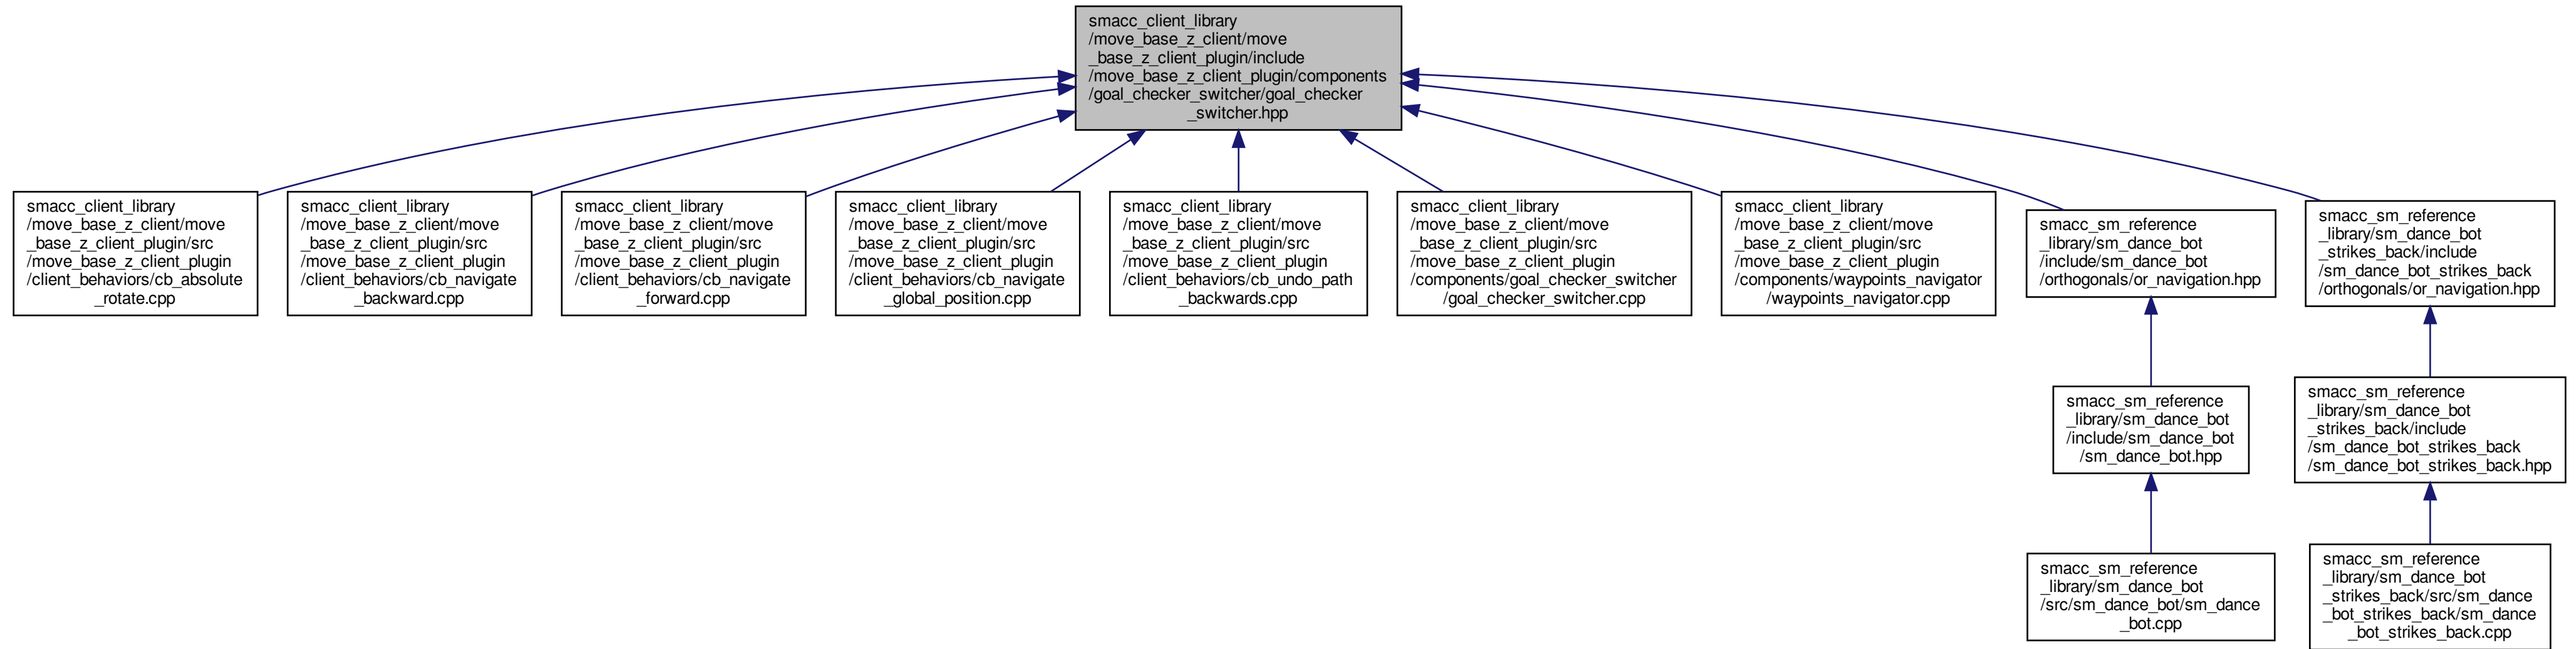 smacc_client_library
/move_base_z_client/move
_base_z_client_plugin/include
/move_base_z_client_plugin/components
/goal_checker_switcher/goal_checker
_switcher.hpp
smacc_client_library
/move_base_z_client/move
_base_z_client_plugin/src
/move_base_z_client_plugin
/client_behaviors/cb_absolute
_rotate.cpp
smacc_client_library
/move_base_z_client/move
_base_z_client_plugin/src
/move_base_z_client_plugin
/client_behaviors/cb_navigate
_backward.cpp
smacc_client_library
/move_base_z_client/move
_base_z_client_plugin/src
/move_base_z_client_plugin
/client_behaviors/cb_navigate
_forward.cpp
smacc_client_library
/move_base_z_client/move
_base_z_client_plugin/src
/move_base_z_client_plugin
/client_behaviors/cb_navigate
_global_position.cpp
smacc_client_library
/move_base_z_client/move
_base_z_client_plugin/src
/move_base_z_client_plugin
/client_behaviors/cb_undo_path
_backwards.cpp
smacc_client_library
/move_base_z_client/move
_base_z_client_plugin/src
/move_base_z_client_plugin
/components/goal_checker_switcher
/goal_checker_switcher.cpp
smacc_client_library
/move_base_z_client/move
_base_z_client_plugin/src
/move_base_z_client_plugin
/components/waypoints_navigator
/waypoints_navigator.cpp
smacc_sm_reference
_library/sm_dance_bot
/include/sm_dance_bot
/orthogonals/or_navigation.hpp
smacc_sm_reference
_library/sm_dance_bot
_strikes_back/include
/sm_dance_bot_strikes_back
/orthogonals/or_navigation.hpp
smacc_sm_reference
_library/sm_dance_bot
/include/sm_dance_bot
/sm_dance_bot.hpp
smacc_sm_reference
_library/sm_dance_bot
_strikes_back/include
/sm_dance_bot_strikes_back
/sm_dance_bot_strikes_back.hpp
smacc_sm_reference
_library/sm_dance_bot
/src/sm_dance_bot/sm_dance
_bot.cpp
smacc_sm_reference
_library/sm_dance_bot
_strikes_back/src/sm_dance
_bot_strikes_back/sm_dance
_bot_strikes_back.cpp